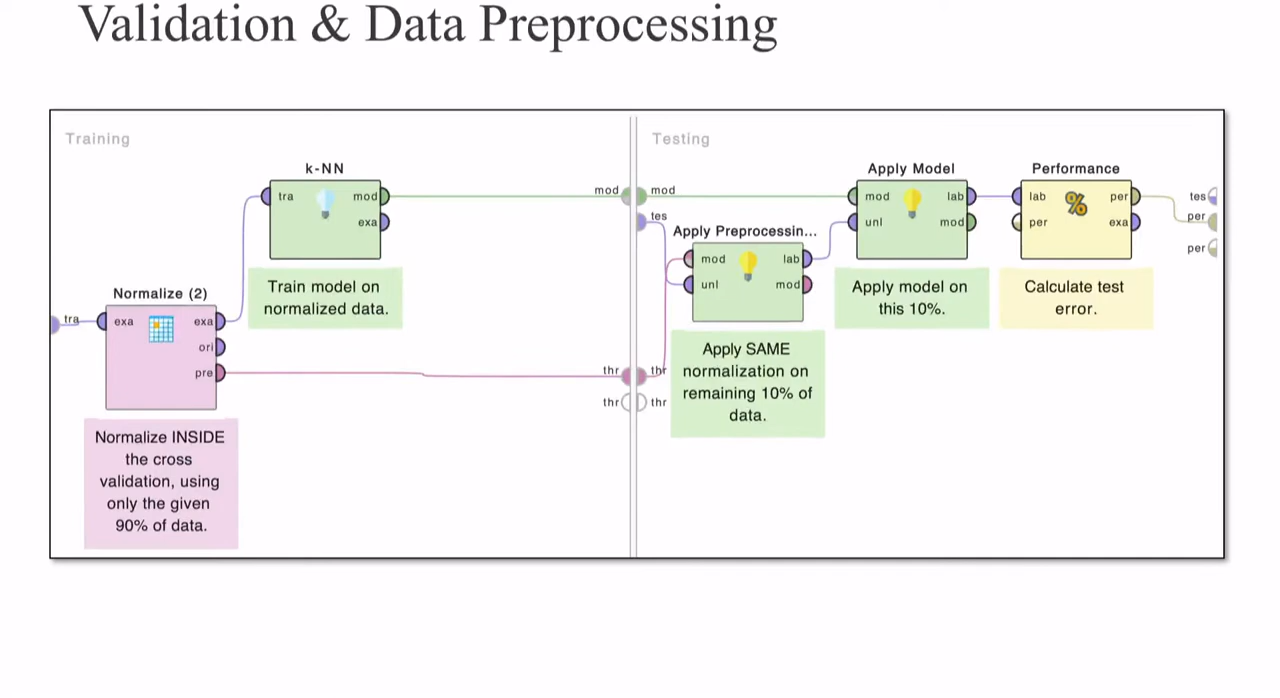 Validation & Data Preprocessing
Training
Testing
k-NN
Apply Model
Performance
tra
mod
exa
mod
mod
tes
mod
unl
lab
mod
lab
per
per
exa
tes
per
per
Apply Preprocessin...
mod
unl
lab
mod
Normalize (2)
tra
exa
exa
ori
pre
thr
thr
thr
thr
Train model on
normalized data.
Apply model on
this 10%.
Calculate test
error.
Apply SAME
normalization on
remaining 10% of
data.
Normalize INSIDE
the cross
validation, using
only the given
90% of data.